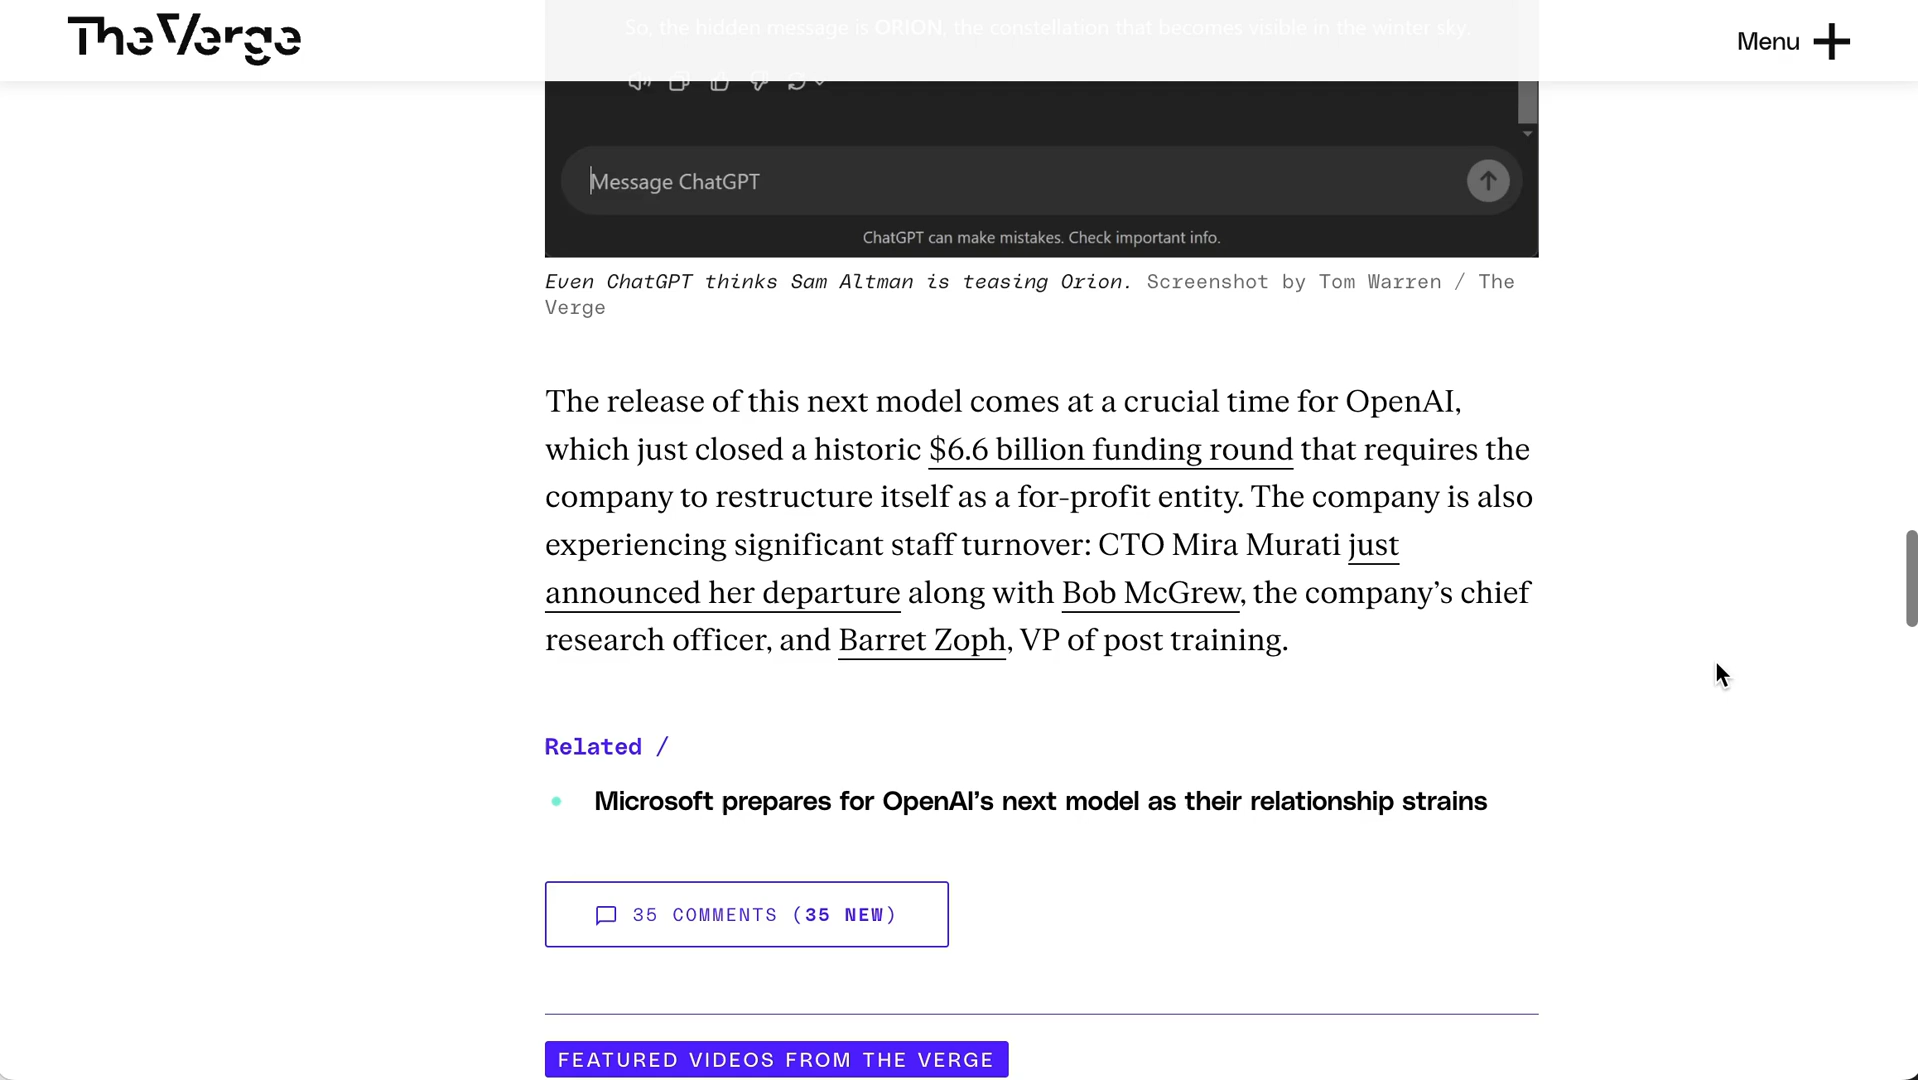 The Verge
Menu
So, the hidden message is ORION, the constellation that becomes visible in the winter sky.
Message ChatGPT
ChatGPT can make mistakes. Check important info.
Even ChatGPT thinks Sam Altman is teasing Orion. Screenshot by Tom Warren / The
Verge
The release of this next model comes at a crucial time for OpenAI,
which just closed a historic $6.6 billion funding round that requires the
company to restructure itself as a for-profit entity. The company is also
experiencing significant staff turnover: CTO Mira Murati just
announced her departure along with Bob McGrew, the company’s chief
research officer, and Barret Zoph, VP of post training.
Related /
Microsoft prepares for OpenAI’s next model as their relationship strains
35 COMMENTS (35 NEW)
FEATURED VIDEOS FROM THE VERGE